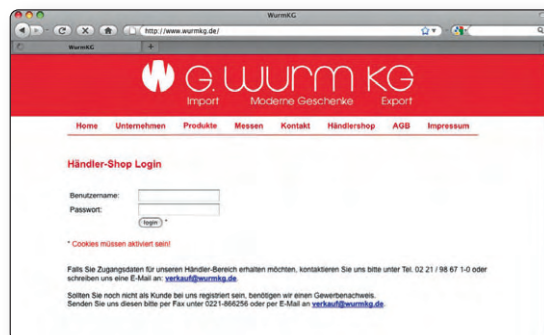 WurmKG
http://www.wurmkg.de/
WurmKG
G. WURM KG
Import Moderne Geschenke Export
Home Unternehmen Produkte Messen Kontakt Händlershop AGB Impressum
Händler-Shop Login
Benutzername:
Passwort:
login *
* Cookies müssen aktiviert sein!
Falls Sie Zugangsdaten für unseren Händler-Bereich erhalten möchten, kontaktieren Sie uns bitte unter Tel. 02 21 / 98 67 1-0 oder
schreiben uns eine E-Mail an: verkauf@wurmkg.de.
Sollten Sie noch nicht als Kunde bei uns registriert sein, benötigen wir einen Gewerbenachweis.
Senden Sie uns diesen bitte per Fax unter 0221-866256 oder per E-Mail an verkauf@wurmkg.de.